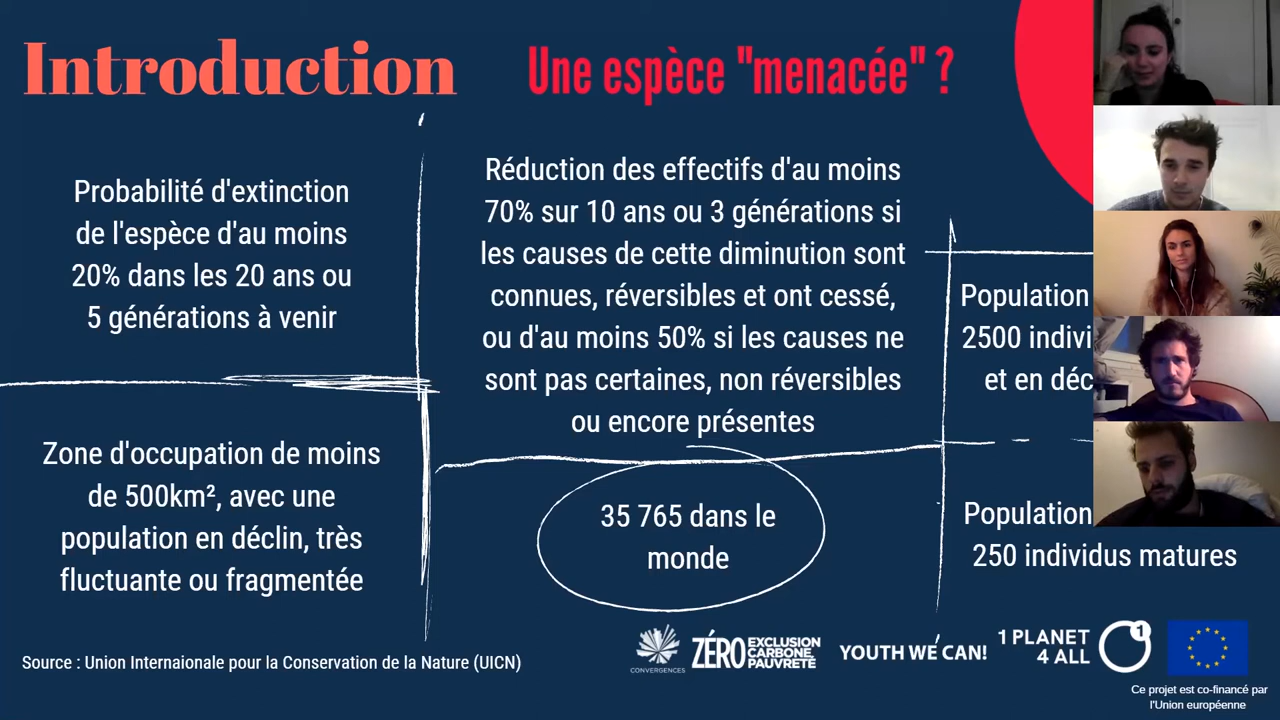 Introduction
Une espèce "menacée" ?
Probabilité d'extinction
de l'espèce d'au moins
20% dans les 20 ans ou
5 générations à venir
Réduction des effectifs d'au moins
70% sur 10 ans ou 3 générations si
les causes de cette diminution sont
connues, réversibles et ont cessé,
ou d'au moins 50% si les causes ne
sont pas certaines, non réversibles
ou encore présentes
Population
2500
et en
Zone d'occupation de moins
de 500km², avec une
population en déclin, très
fluctuante ou fragmentée
35 765 dans le
monde
Population
250 individus matures
Source : Union Internaionale pour la Conservation de la Nature (UICN)
CONVERGENCES
ZÉRO EXCLUSION
CARBONE
PAUVRETÉ
YOUTH WE CAN!
1 PLANET
4 ALL
1
Ce projet est co-financé par
l'Union européenne